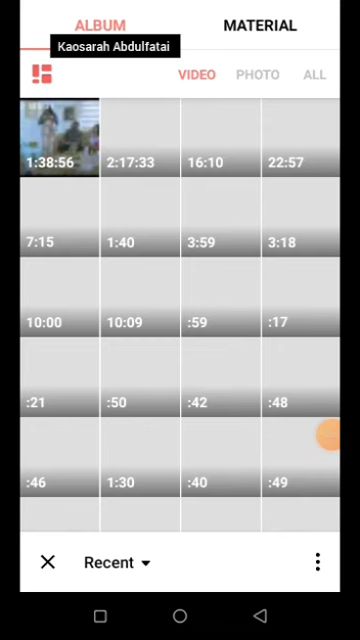 ALBUM MATERIAL
Kaosarah Abdulfatai
VIDEO PHOTO ALL
1:38:56 2:17:33 16:10 22:57
7:15 1:40 3:59 3:18
10:00 10:09 :59 :17
:21 :50 :42 :48
:46 1:30 :40 :49
Recent